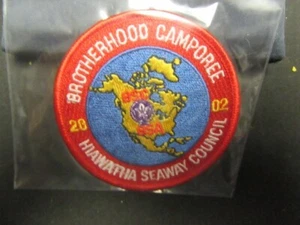 BROTHERHOOD CAMPOREE
20 02
HIAWATHA SEAWAY COUNCIL